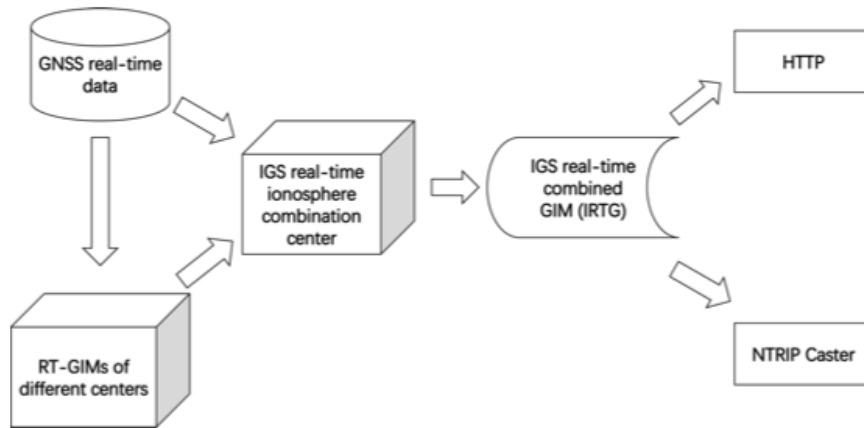 GNSS real-time
data
HTTP
IGS real-time
ionosphere
combination
center
IGS real-time
combined
GIM (IRTG)
RT-GIMs of
different centers
NTRIP Caster